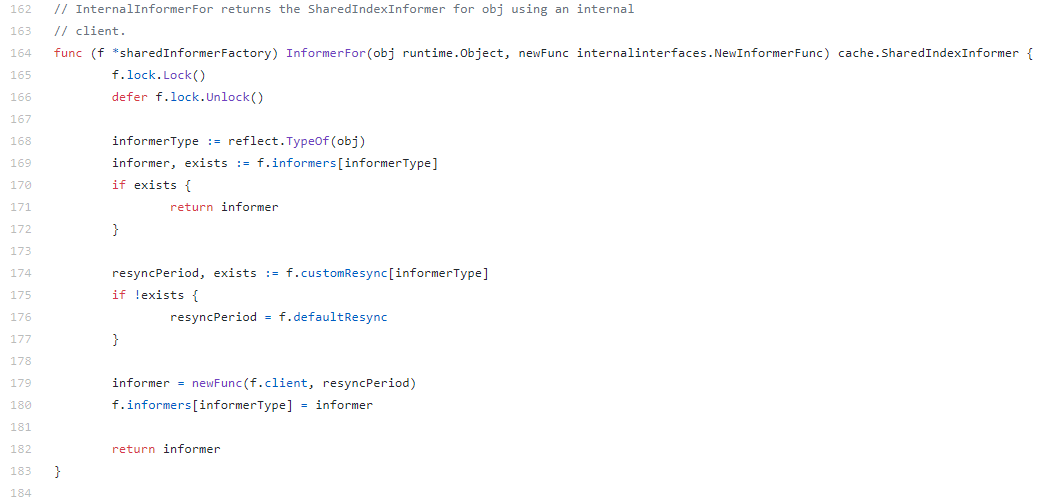 162 // InternalInformerFor returns the SharedIndexInformer for obj using an internal
163 // client.
164 func (f *sharedInformerFactory) InformerFor(obj runtime.Object, newFunc internalinterfaces.NewInformerFunc) cache.SharedIndexInformer {
165 f.lock.Lock()
166 defer f.lock.Unlock()
167
168 informerType := reflect.TypeOf(obj)
169 informer, exists := f.informers[informerType]
170 if exists {
171 return informer
172 }
173
174 resyncPeriod, exists := f.customResync[informerType]
175 if !exists {
176 resyncPeriod = f.defaultResync
177 }
178
179 informer = newFunc(f.client, resyncPeriod)
180 f.informers[informerType] = informer
181
182 return informer
183 }
184